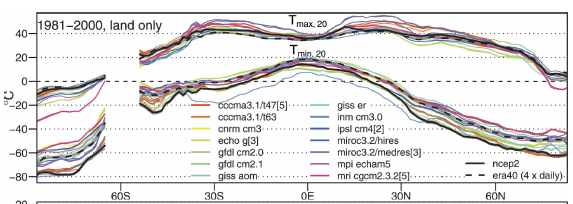 1981−2000, land only
Tmax, 20
Tmin, 20
°C
40
20
0
−20
−40
−60
−80
cccma3.1/t47[5]
cccma3.1/t63
cnrm cm3
echo g[3]
gfdl cm2.0
gfdl cm2.1
giss aom
giss er
inm cm3.0
ipsl cm4[2]
miroc3.2/hires
miroc3.2/medres[3]
mpi echam5
mri cgcm2.3.2[5]
ncep2
era40 (4 x daily)
60S
30S
0E
30N
60N